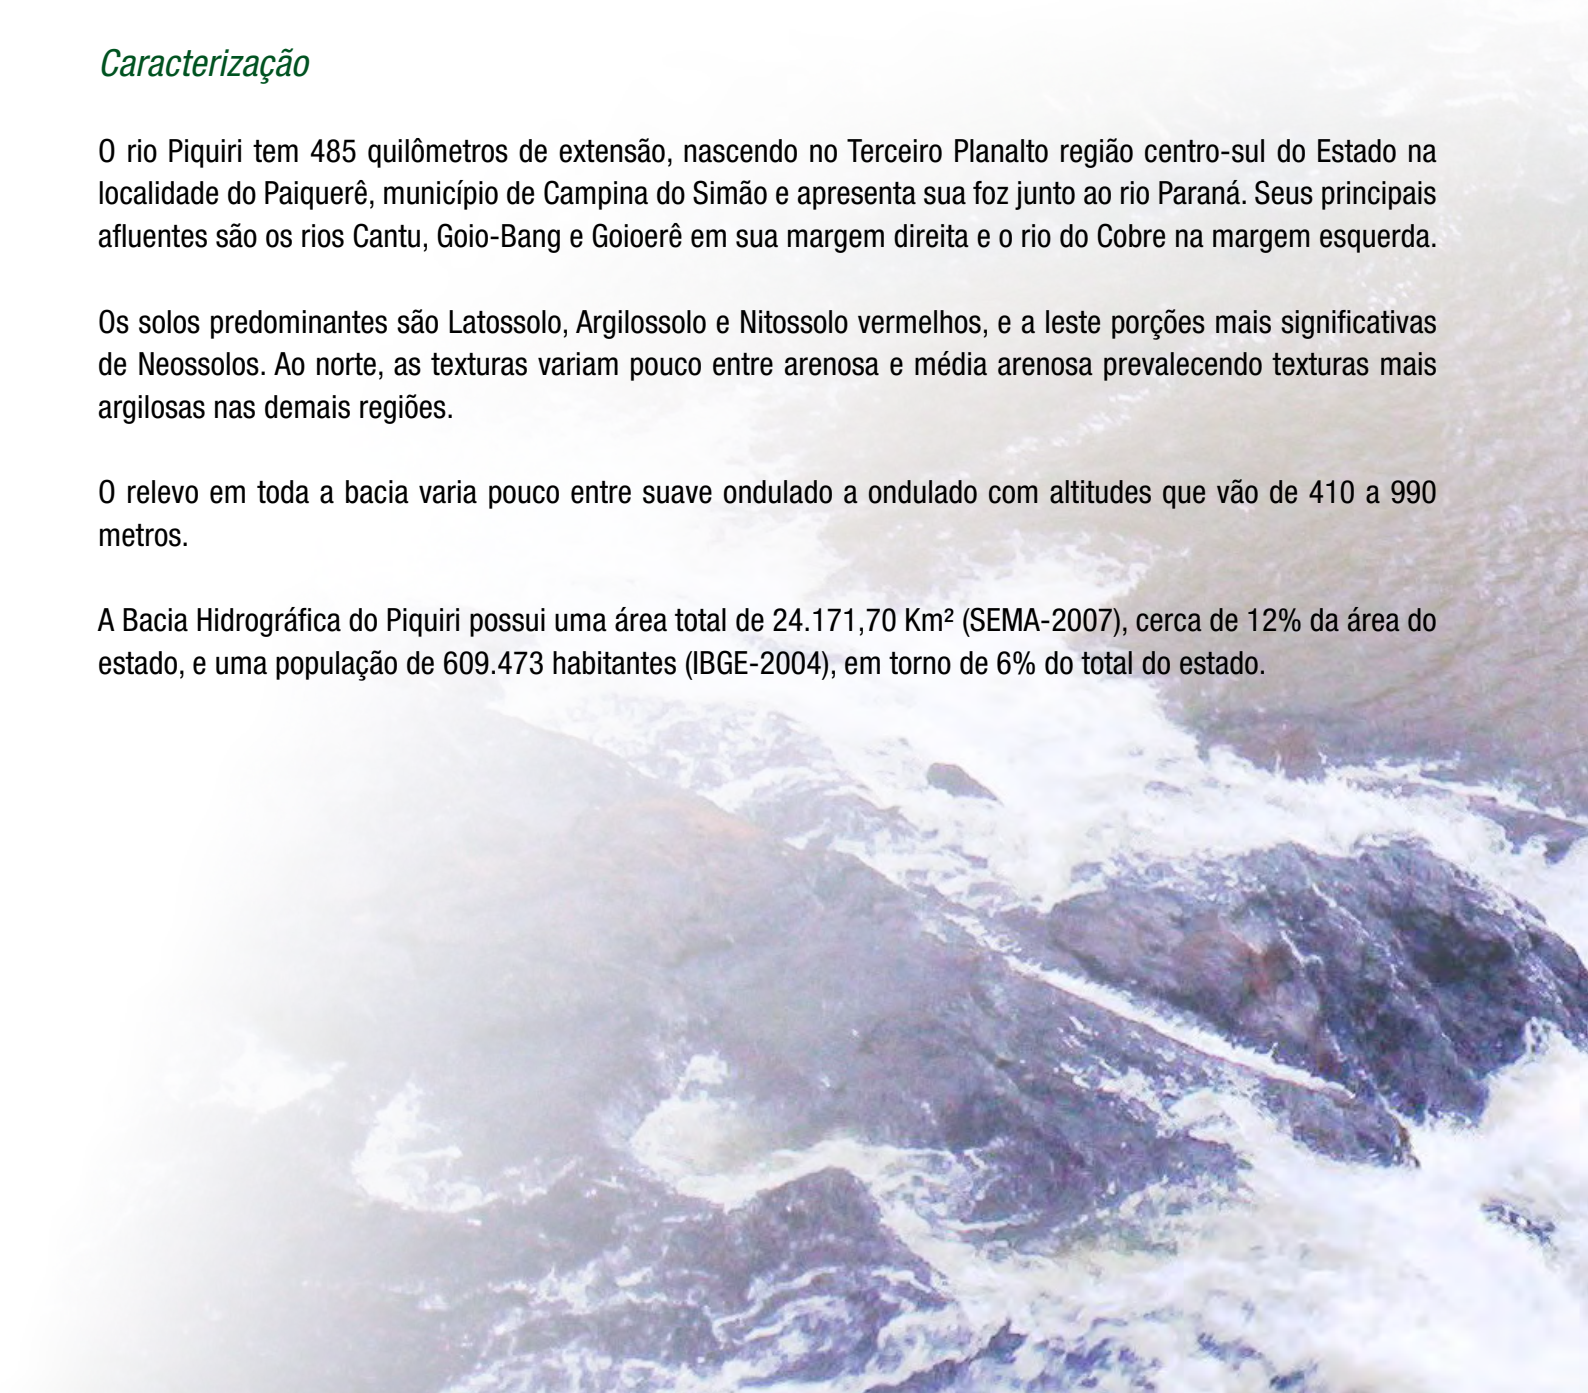 Caracterização
O rio Piquiri tem 485 quilômetros de extensão, nascendo no Terceiro Planalto região centro-sul do Estado na
localidade do Paiquerê, município de Campina do Simão e apresenta sua foz junto ao rio Paraná. Seus principais
afluentes são os rios Cantu, Goio-Bang e Goioerê em sua margem direita e o rio do Cobre na margem esquerda.
Os solos predominantes são Latossolo, Argilossolo e Nitossolo vermelhos, e a leste porções mais significativas
de Neossolos. Ao norte, as texturas variam pouco entre arenosa e média arenosa prevalecendo texturas mais
argilosas nas demais regiões.
O relevo em toda a bacia varia pouco entre suave ondulado a ondulado com altitudes que vão de 410 a 990
metros.
A Bacia Hidrográfica do Piquiri possui uma área total de 24.171,70 Km² (SEMA-2007), cerca de 12% da área do
estado, e uma população de 609.473 habitantes (IBGE-2004), em torno de 6% do total do estado.